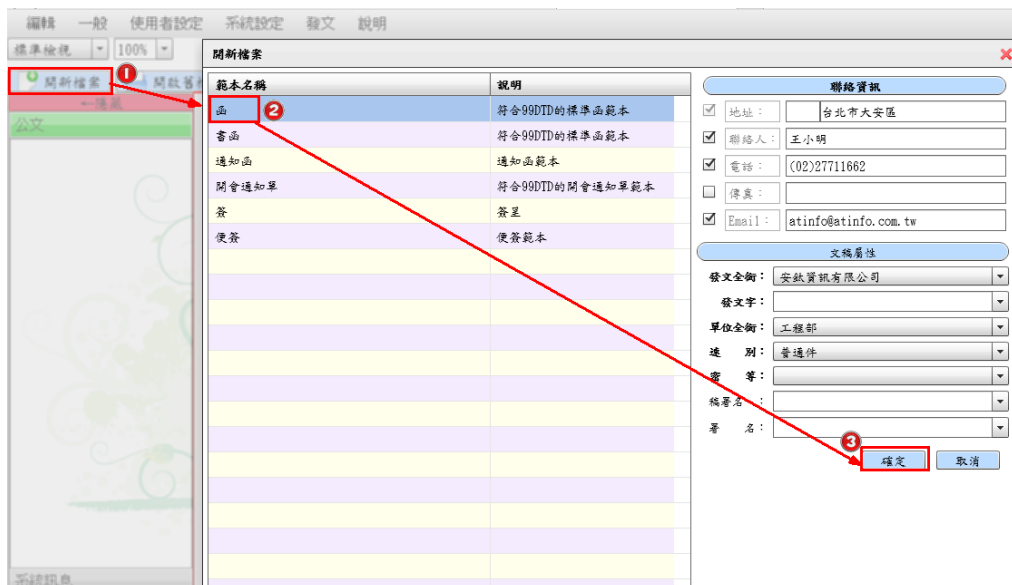 編輯 一般 使用者設定 系統設定 發文 說明
標準檢視 100%
開新檔案
開新檔案 開啟舊
←隱藏
公文
1
2
3
範本名稱 說明
函 符合99DTD的標準函範本
書函 符合99DTD的標準函範本
通知函 通知函範本
開會通知單 符合99DTD的開會通知單範本
簽 簽呈
便簽 便簽範本
聯絡資訊
地址: 台北市大安區
聯絡人: 王小明
電話: (02)27711662
傳真:
Email: atinfo@atinfo.com.tw
文稿屬性
發文全銜: 安鈦資訊有限公司
發文字:
單位全銜: 工程部
速 別: 普通件
密 等:
稿署名 :
署 名:
確定 取消
系統訊息